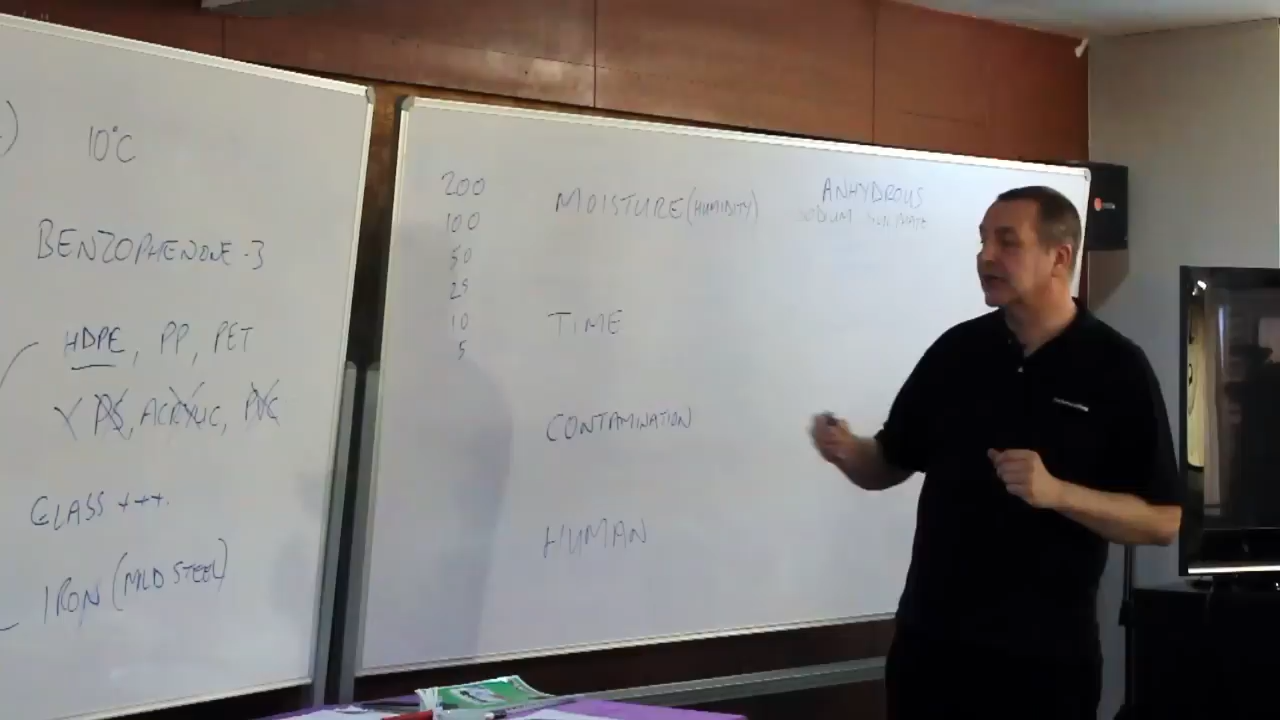 10°C
BENZOPHENONE-3
HDPE, PP, PET
PS, ACRYLIC, PVC
GLASS +++.
IRON (MILD STEEL)
200
100
50
25
10
5
MOISTURE (HUMIDITY)
TIME
CONTAMINATION
HUMAN
ANHYDROUS
SODIUM